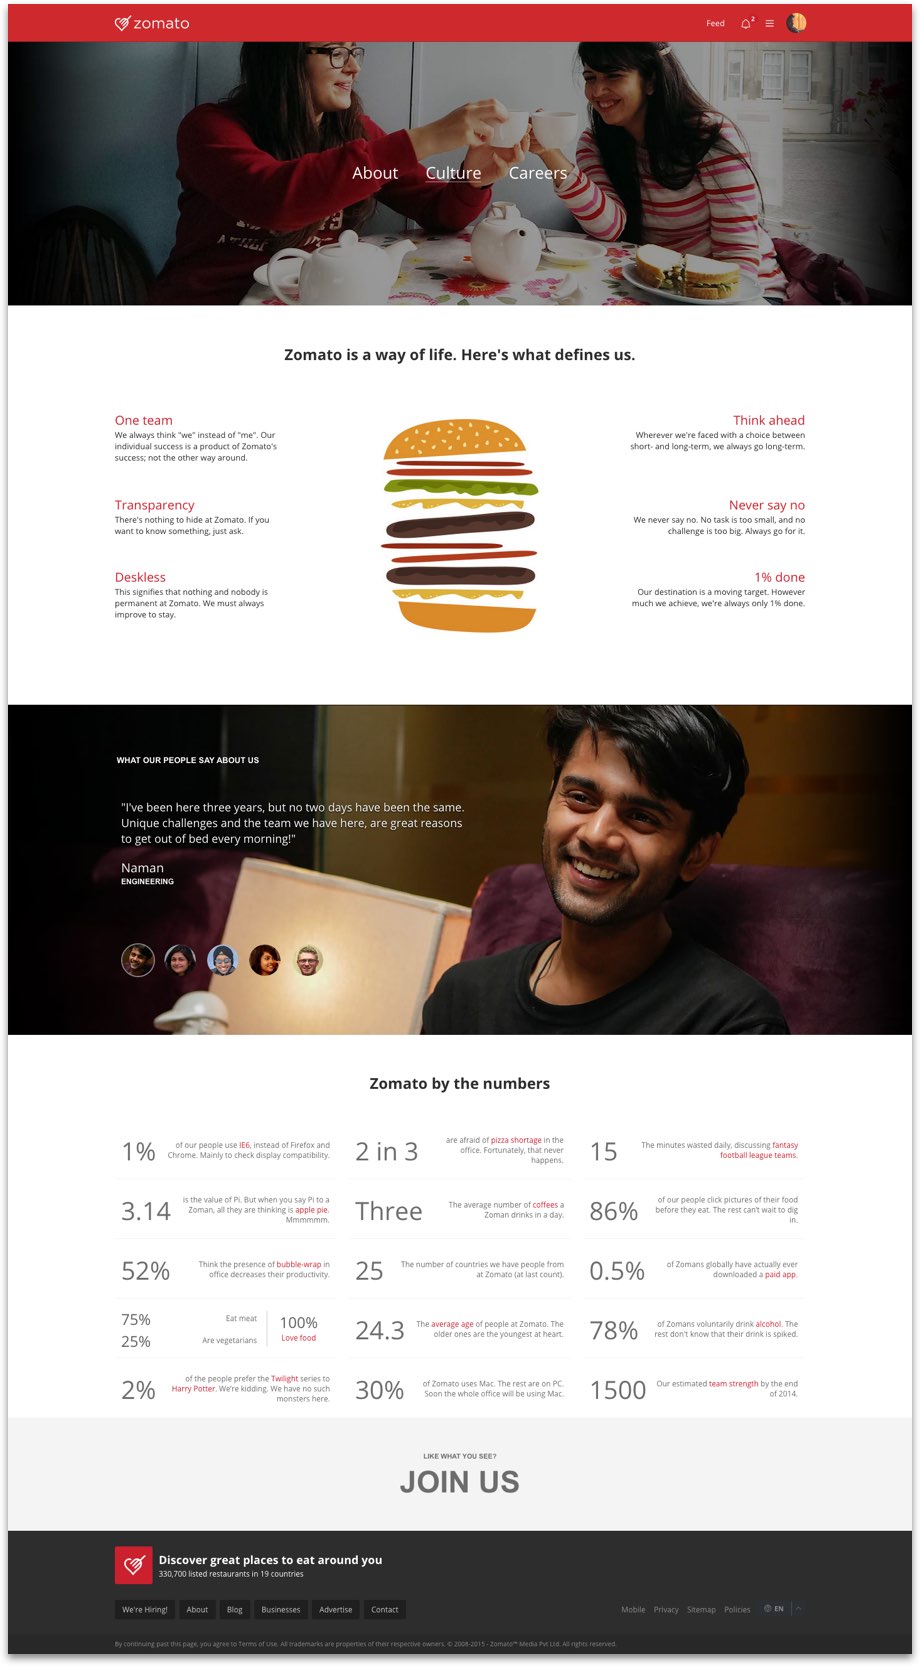 zomato
Feed
2
About Culture Careers
Zomato is a way of life. Here's what defines us.
One team
We always think "we" instead of "me". Our
individual success is a product of Zomato's
success; not the other way around.
Transparency
There's nothing to hide at Zomato. If you
want to know something, just ask.
Deskless
This signifies that nothing and nobody is
permanent at Zomato. We must always
improve to stay.
Think ahead
Wherever we're faced with a choice between
short- and long-term, we always go long-term.
Never say no
We never say no. No task is too small, and no
challenge is too big. Always go for it.
1% done
Our destination is a moving target. However
much we achieve, we're always only 1% done.
WHAT OUR PEOPLE SAY ABOUT US
"I've been here three years, but no two days have been the same.
Unique challenges and the team we have here, are great reasons
to get out of bed every morning!"
Naman
ENGINEERING
Zomato by the numbers
1%
of our people use IE6, instead of Firefox and
Chrome. Mainly to check display compatibility.
2 in 3
are afraid of pizza shortage in the
office. Fortunately, that never
happens.
15
The minutes wasted daily, discussing fantasy
football league teams.
3.14
is the value of Pi. But when you say Pi to a
Zoman, all they are thinking is apple pie.
Mmmmmm.
Three
The average number of coffees a
Zoman drinks in a day.
86%
of our people click pictures of their food
before they eat. The rest can't wait to dig
in.
52%
Think the presence of bubble-wrap in
office decreases their productivity.
25
The number of countries we have people from
at Zomato (at last count).
0.5%
of Zomans globally have actually ever
downloaded a paid app.
75% Eat meat
25% Are vegetarians
100%
Love food
24.3
The average age of people at Zomato. The
older ones are the youngest at heart.
78%
of Zomans voluntarily drink alcohol. The
rest don't know that their drink is spiked.
2%
of the people prefer the Twilight series to
Harry Potter. We're kidding. We have no such
monsters here.
30%
of Zomato uses Mac. The rest are on PC.
Soon the whole office will be using Mac.
1500
Our estimated team strength by the end
of 2014.
LIKE WHAT YOU SEE?
JOIN US
Discover great places to eat around you
330,700 listed restaurants in 19 countries
We're Hiring! About Blog Businesses Advertise Contact
Mobile Privacy Sitemap Policies EN
By continuing past this page, you agree to Terms of Use. All trademarks are properties of their respective owners. © 2008-2015 - Zomato™ Media Pvt Ltd. All rights reserved.